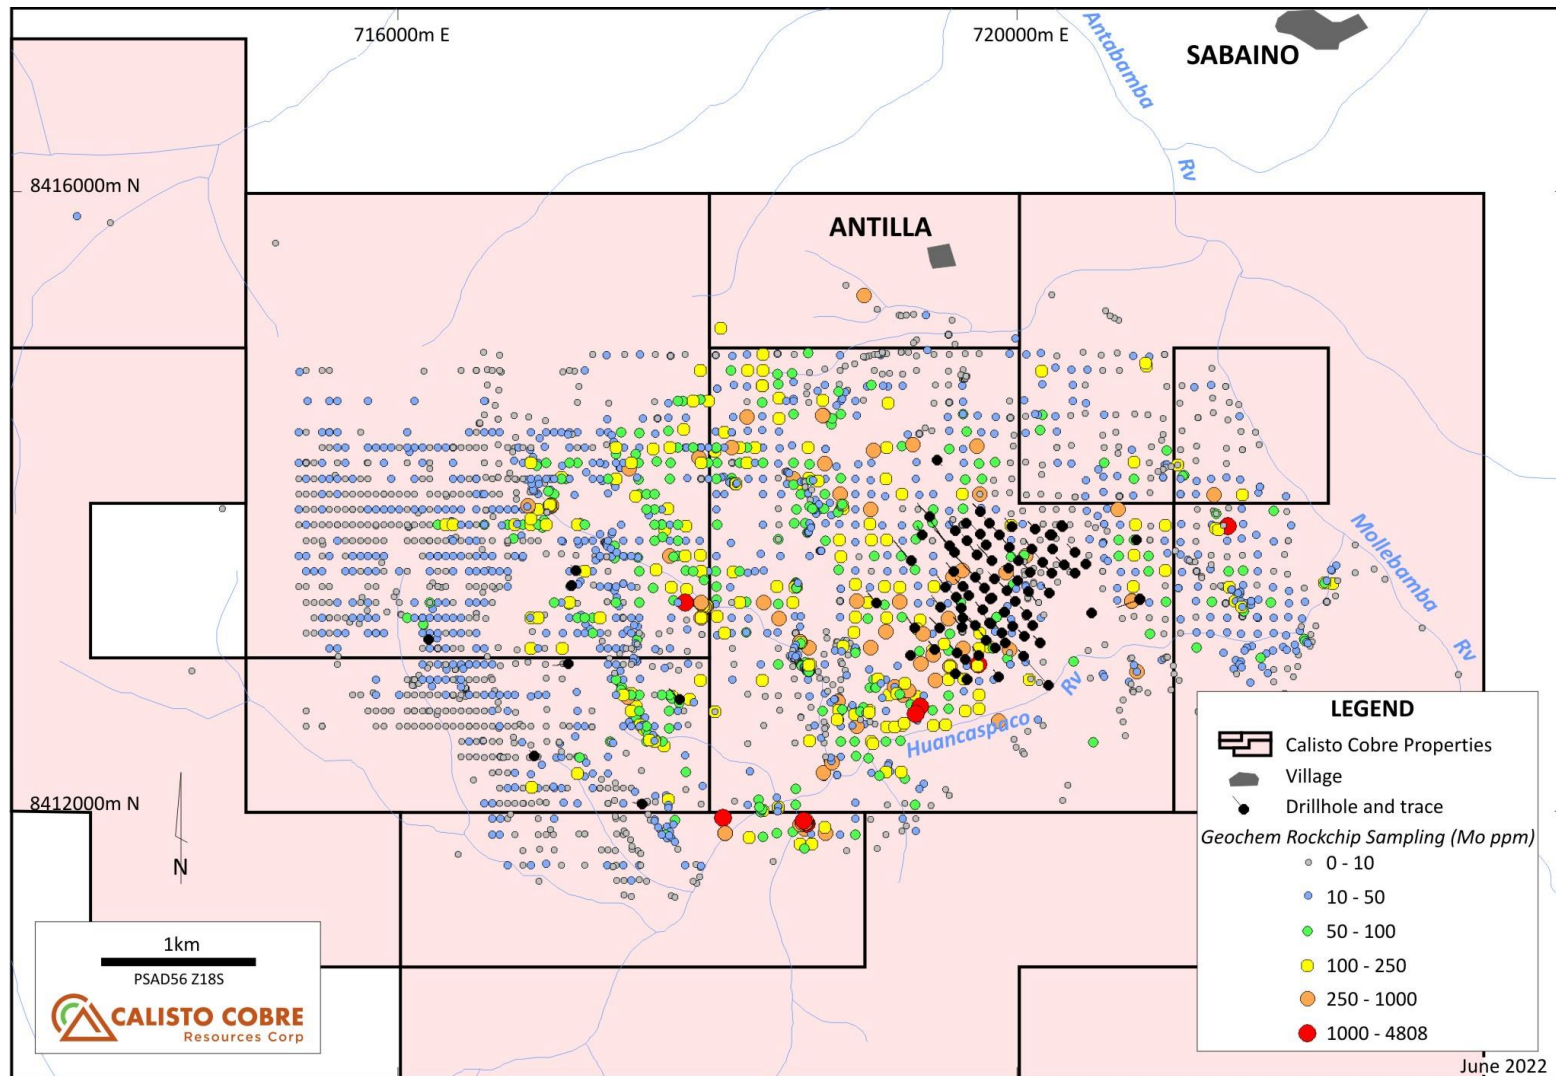 716000m E
720000m E
SABAINO
Antabamba
Rv
8416000m N
ANTILLA
Mollebamba
Rv
Huancaspaco
Rv
8412000m N
N
1km
PSAD56 Z18S
CALISTO COBRE
Resources Corp
LEGEND
Calisto Cobre Properties
Village
Drillhole and trace
Geochem Rockchip Sampling (Mo ppm)
0 - 10
10 - 50
50 - 100
100 - 250
250 - 1000
1000 - 4808
June 2022